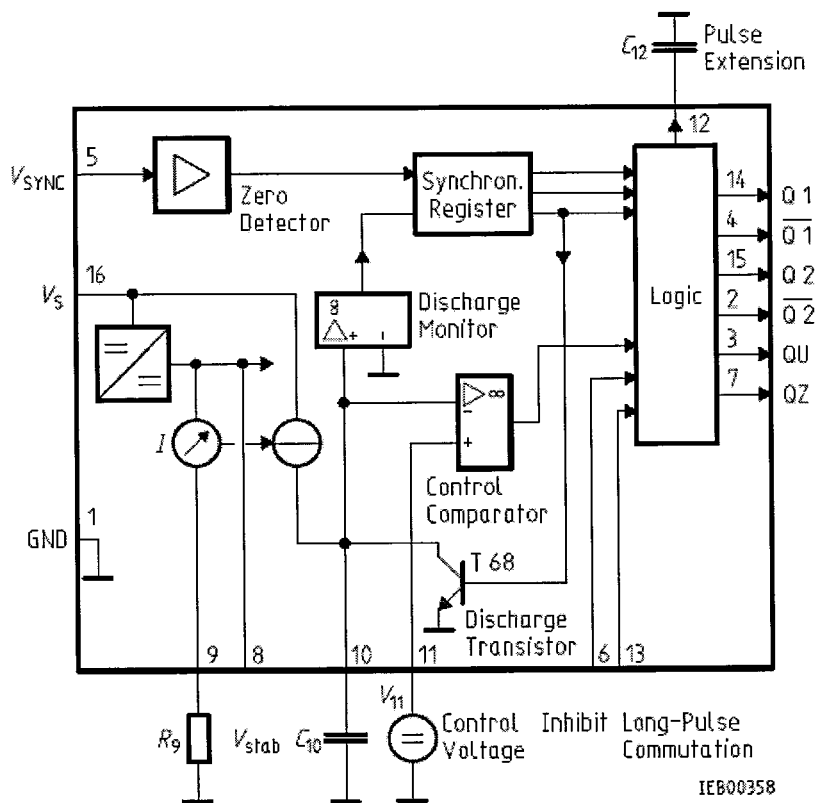 C12
Pulse
Extension
12
5
VSYNC
Zero
Detector
Synchron.
Register
Logic
14
Q1
4
Q̅1̅
15
Q2
2
Q̅2̅
3
QU
7
QZ
16
VS
8
+
-
Discharge
Monitor
I
∞
-
+
Control
Comparator
1
GND
T 68
Discharge
Transistor
9
8
10
11
6
13
R9
Vstab
C10
V11
Control
Voltage
Inhibit
Long-Pulse
Commutation
IEB00358